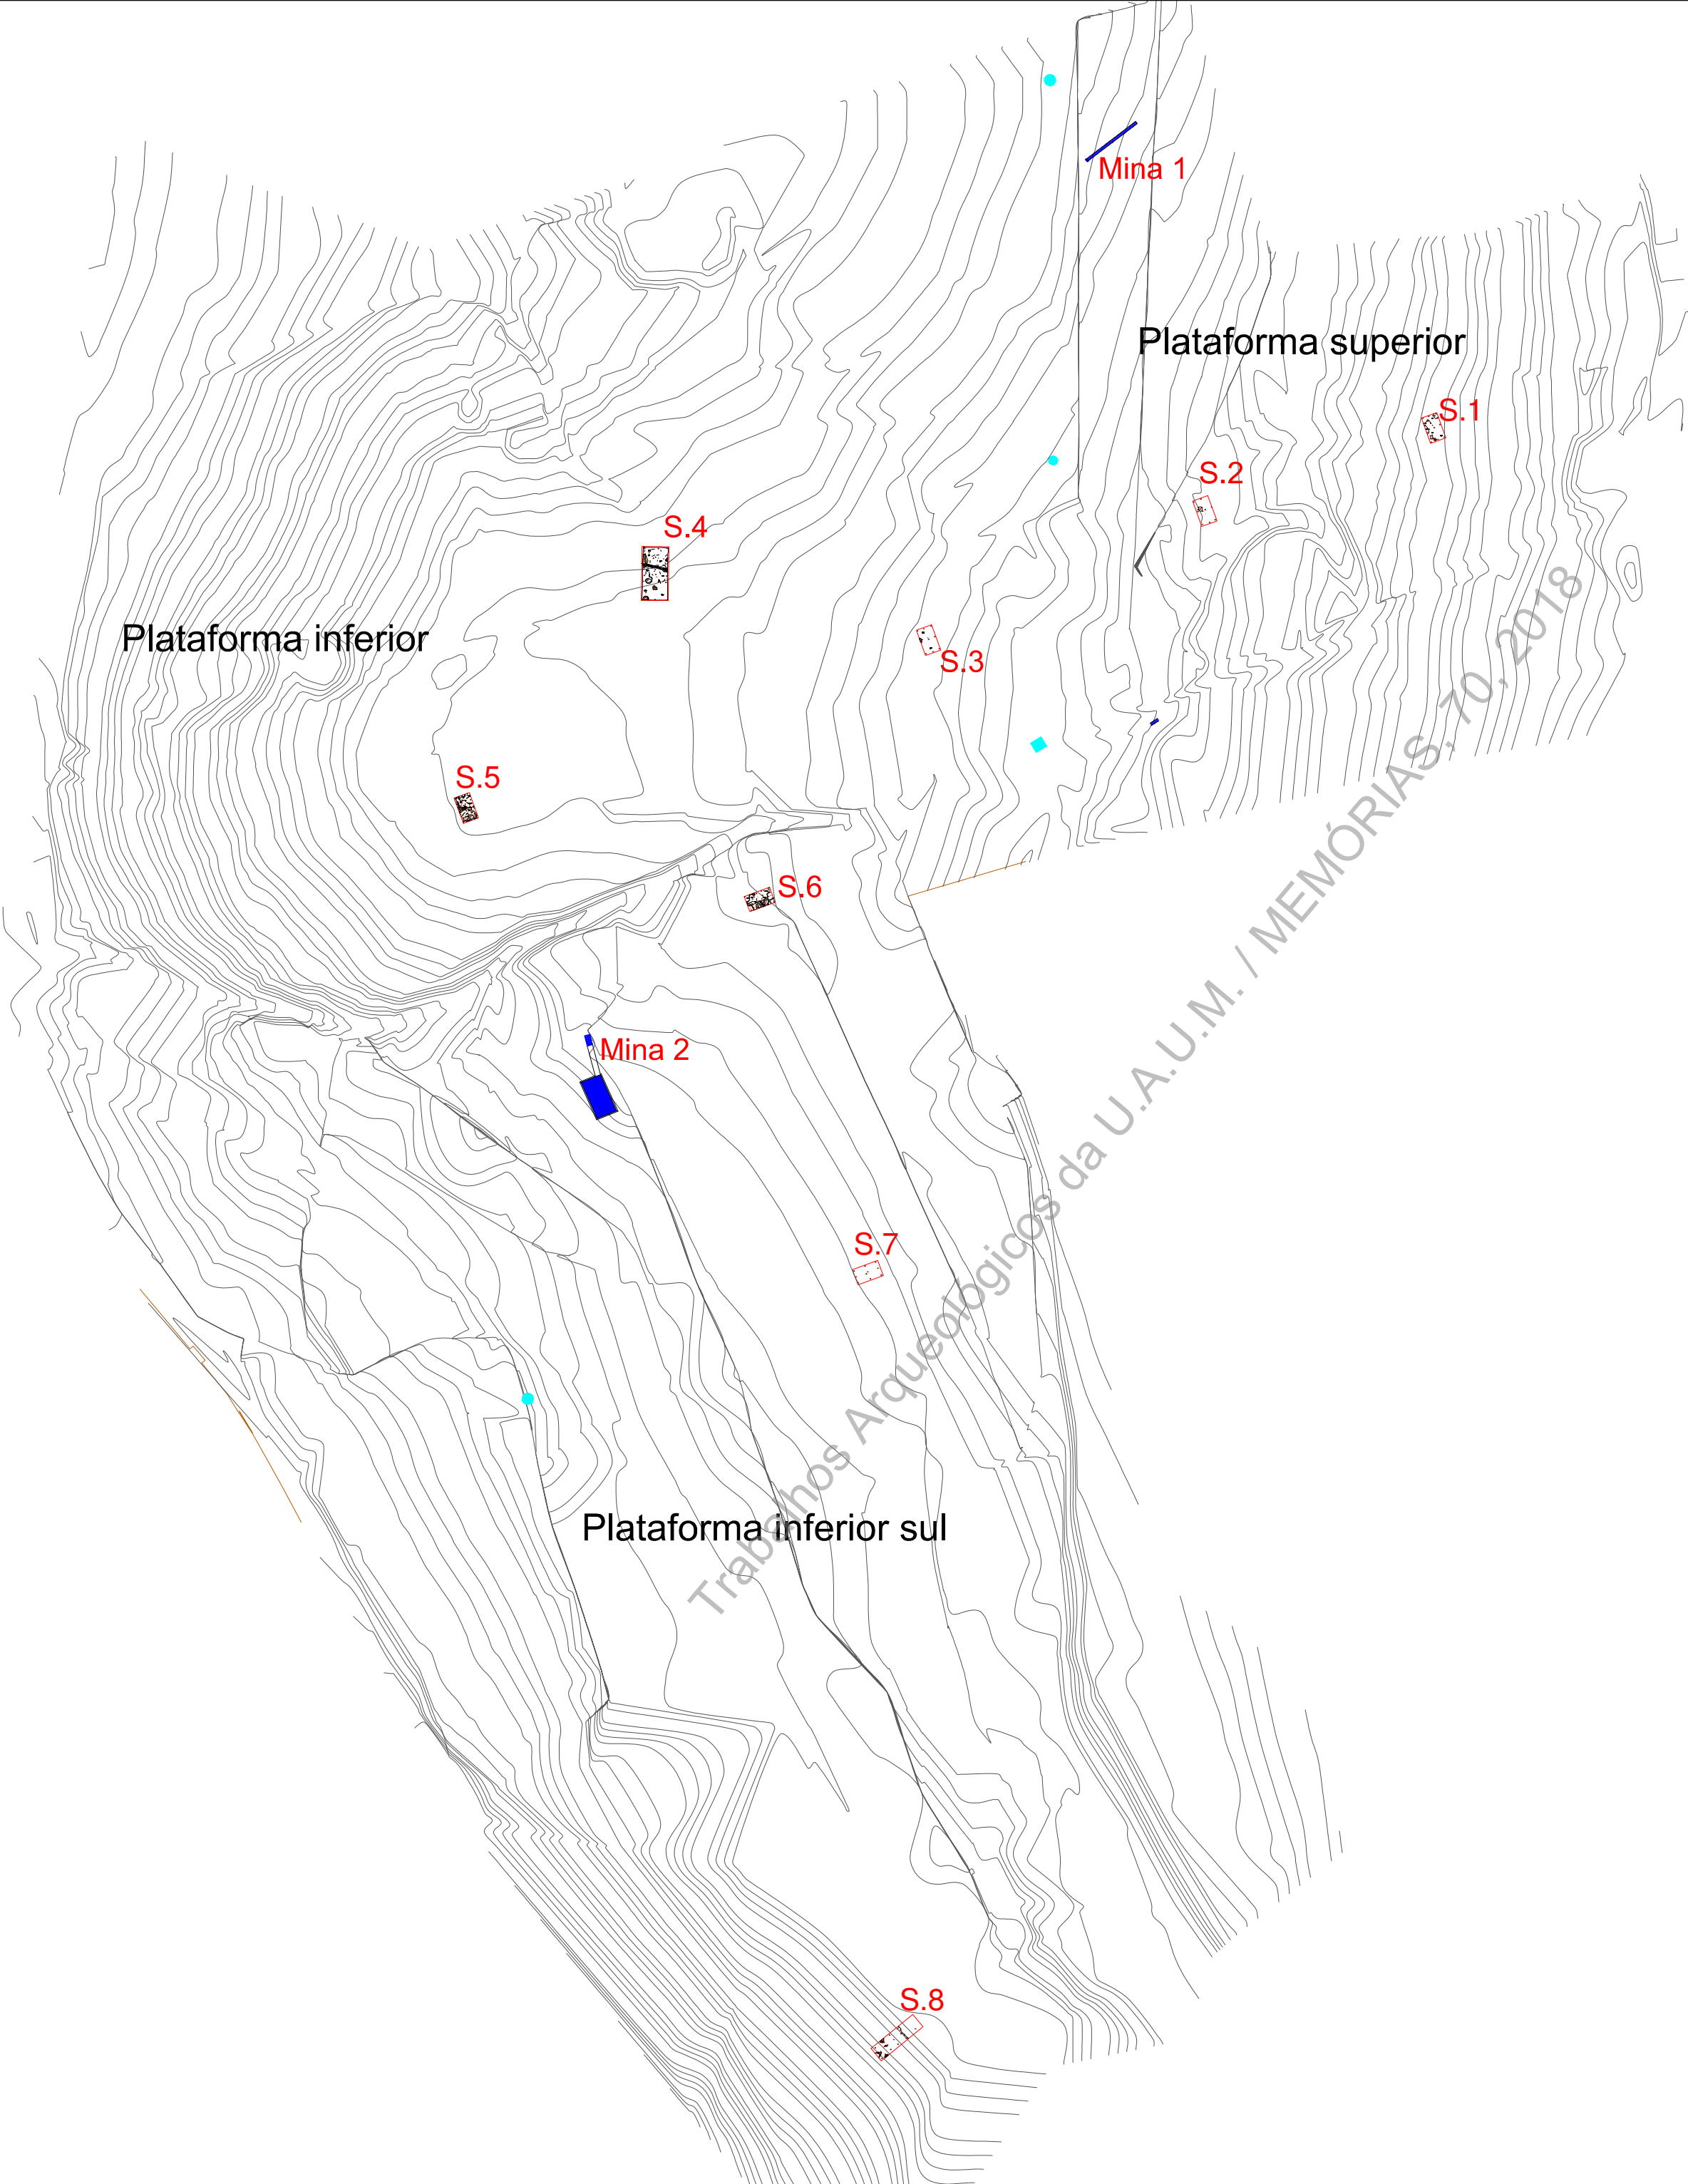 Mina 1
Plataforma superior
S.1
S.2
S.4
Plataforma inferior
S.3
S.5
S.6
Mina 2
S.7
Plataforma inferior sul
S.8
Trabalhos Arqueológicos da U.A.U.M. / MEMÓRIAS, 70, 2018